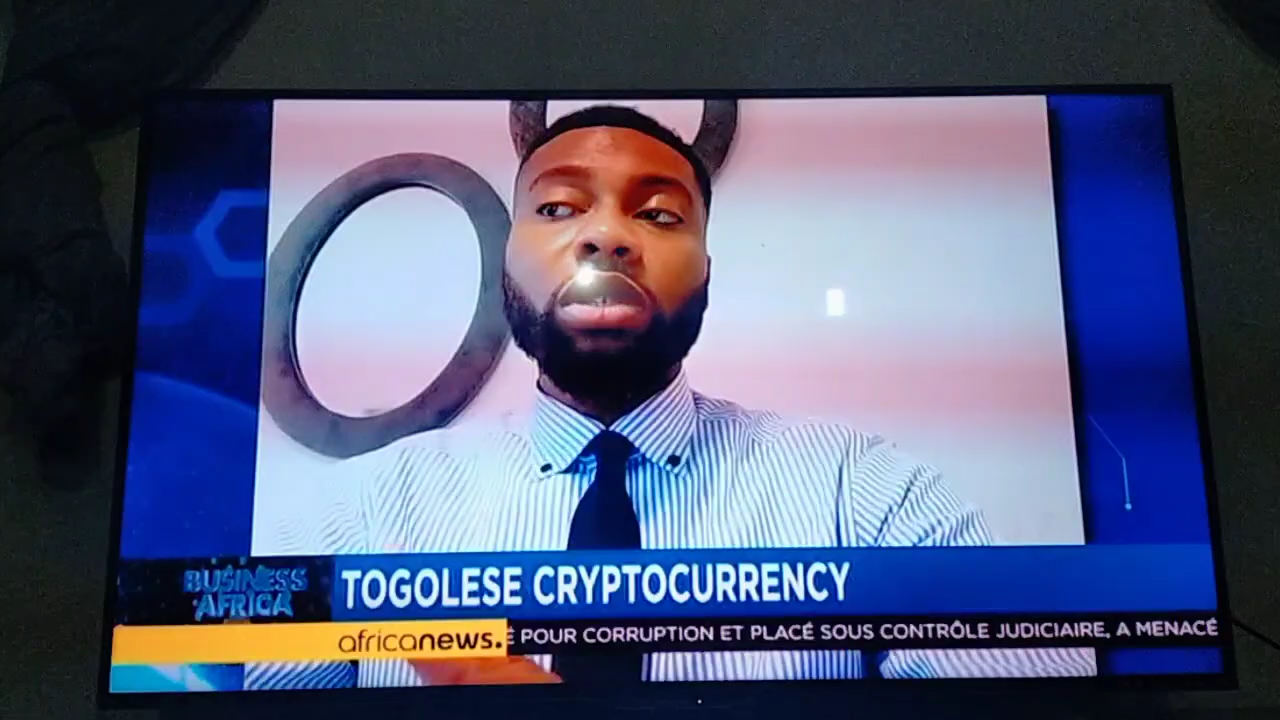 BUSINESS
AFRICA
TOGOLESE CRYPTOCURRENCY
africanews.
É POUR CORRUPTION ET PLACÉ SOUS CONTRÔLE JUDICIAIRE, A MENACÉ